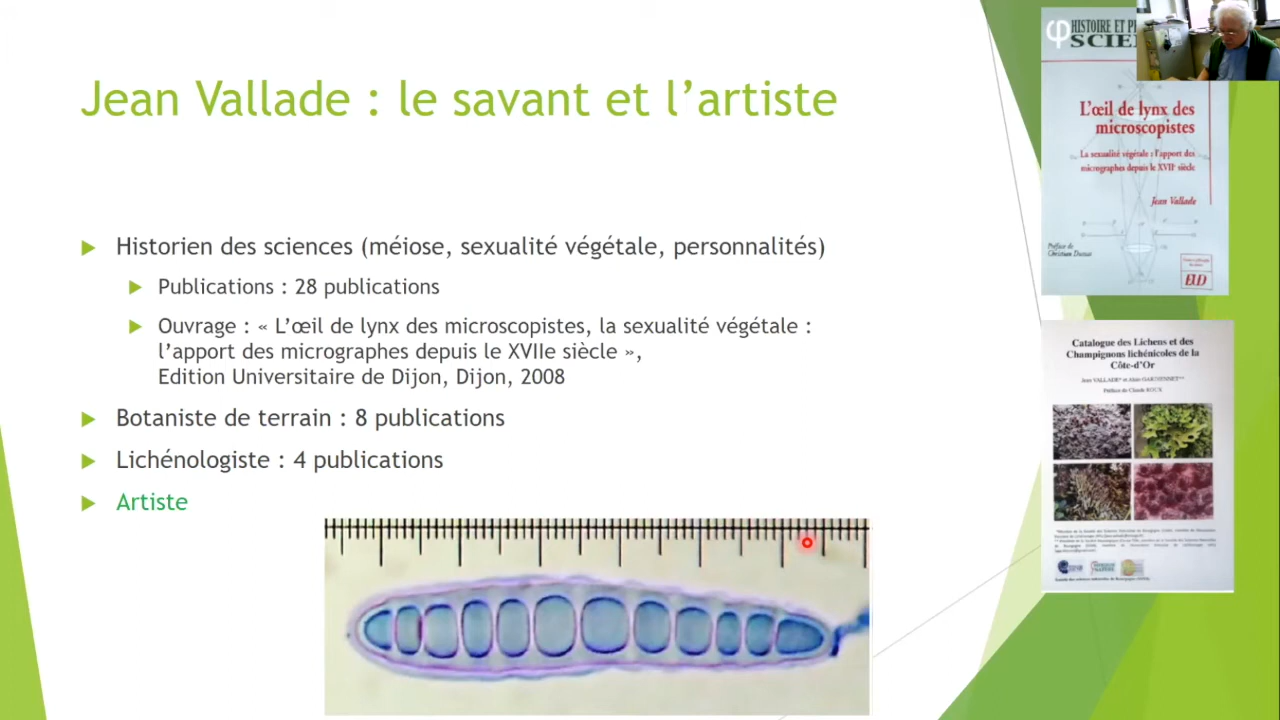 Jean Vallade : le savant et l’artiste
Historien des sciences (méiose, sexualité végétale, personnalités)
Publications : 28 publications
Ouvrage : « L’œil de lynx des microscopistes, la sexualité végétale :
l’apport des micrographes depuis le XVIIe siècle »,
Edition Universitaire de Dijon, Dijon, 2008
Botaniste de terrain : 8 publications
Lichénologiste : 4 publications
Artiste
φ HISTOIRE ET
L’œil de lynx des
microscopistes
La sexualité végétale : l’apport des
micrographes depuis le XVIIe siècle
Jean Vallade
Préface de
Christian
EUD
Catalogue des Lichens et des
Champignons lichénicoles de la
Côte-d’Or
Jean VALLADE* et Alain
Préface de Claude ROUX